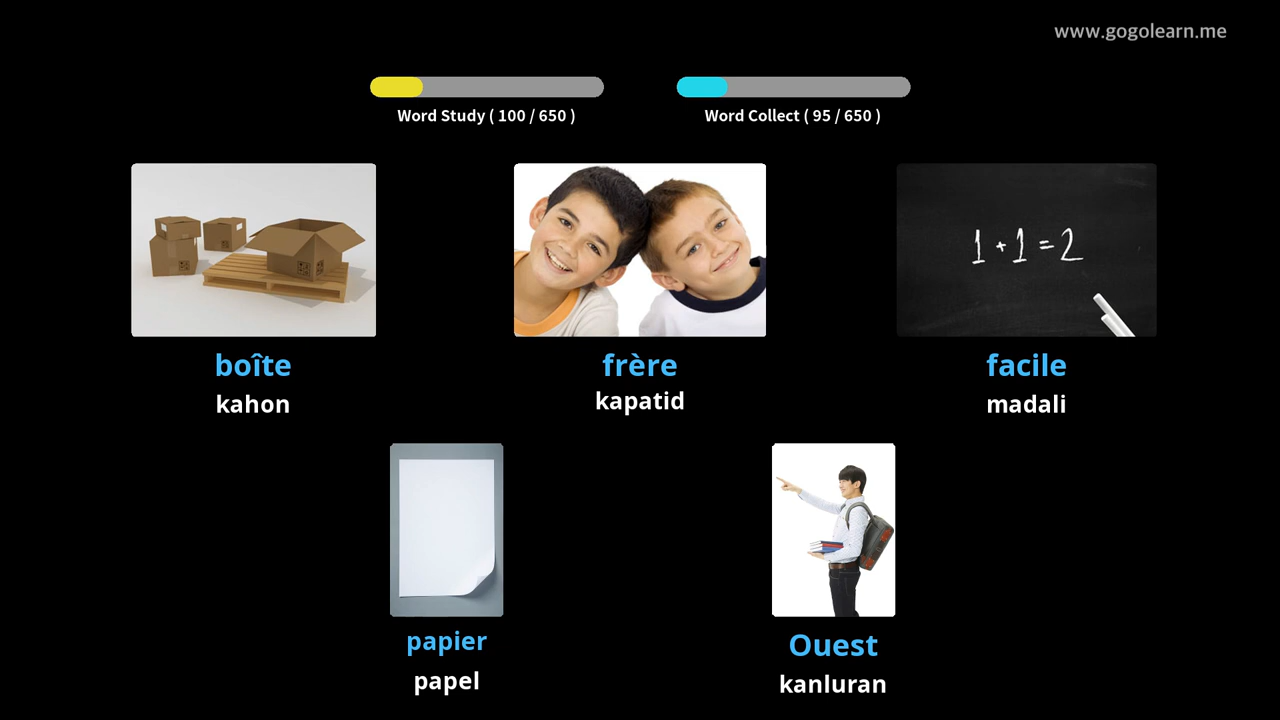 www.gogolearn.me
Word Study ( 100 / 650 )
Word Collect ( 95 / 650 )
1 + 1 = 2
boîte
kahon
frère
kapatid
facile
madali
papier
papel
Ouest
kanluran